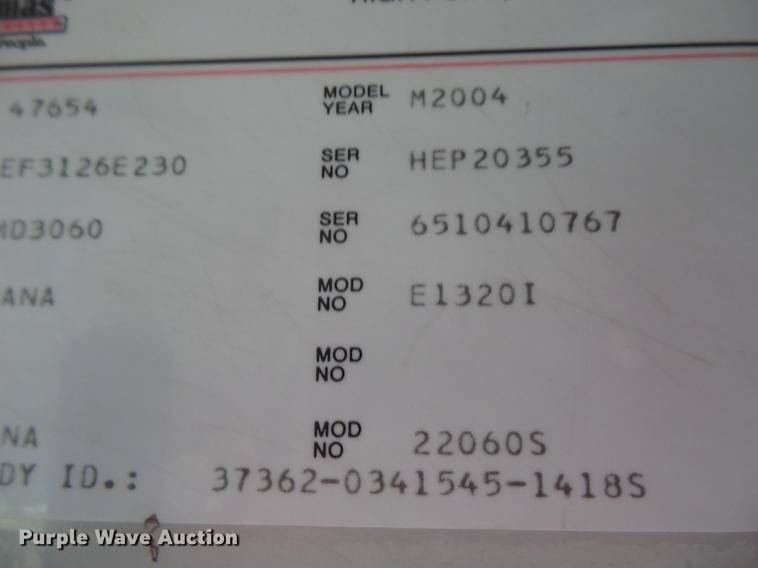 mas
47654 MODEL YEAR M2004
EF3126E230 SER NO HEP20355
MD3060 SER NO 6510410767
ANA MOD NO E1320I
MOD NO
NA MOD NO 22060S
DY ID.: 37362-0341545-1418S
Purple Wave Auction